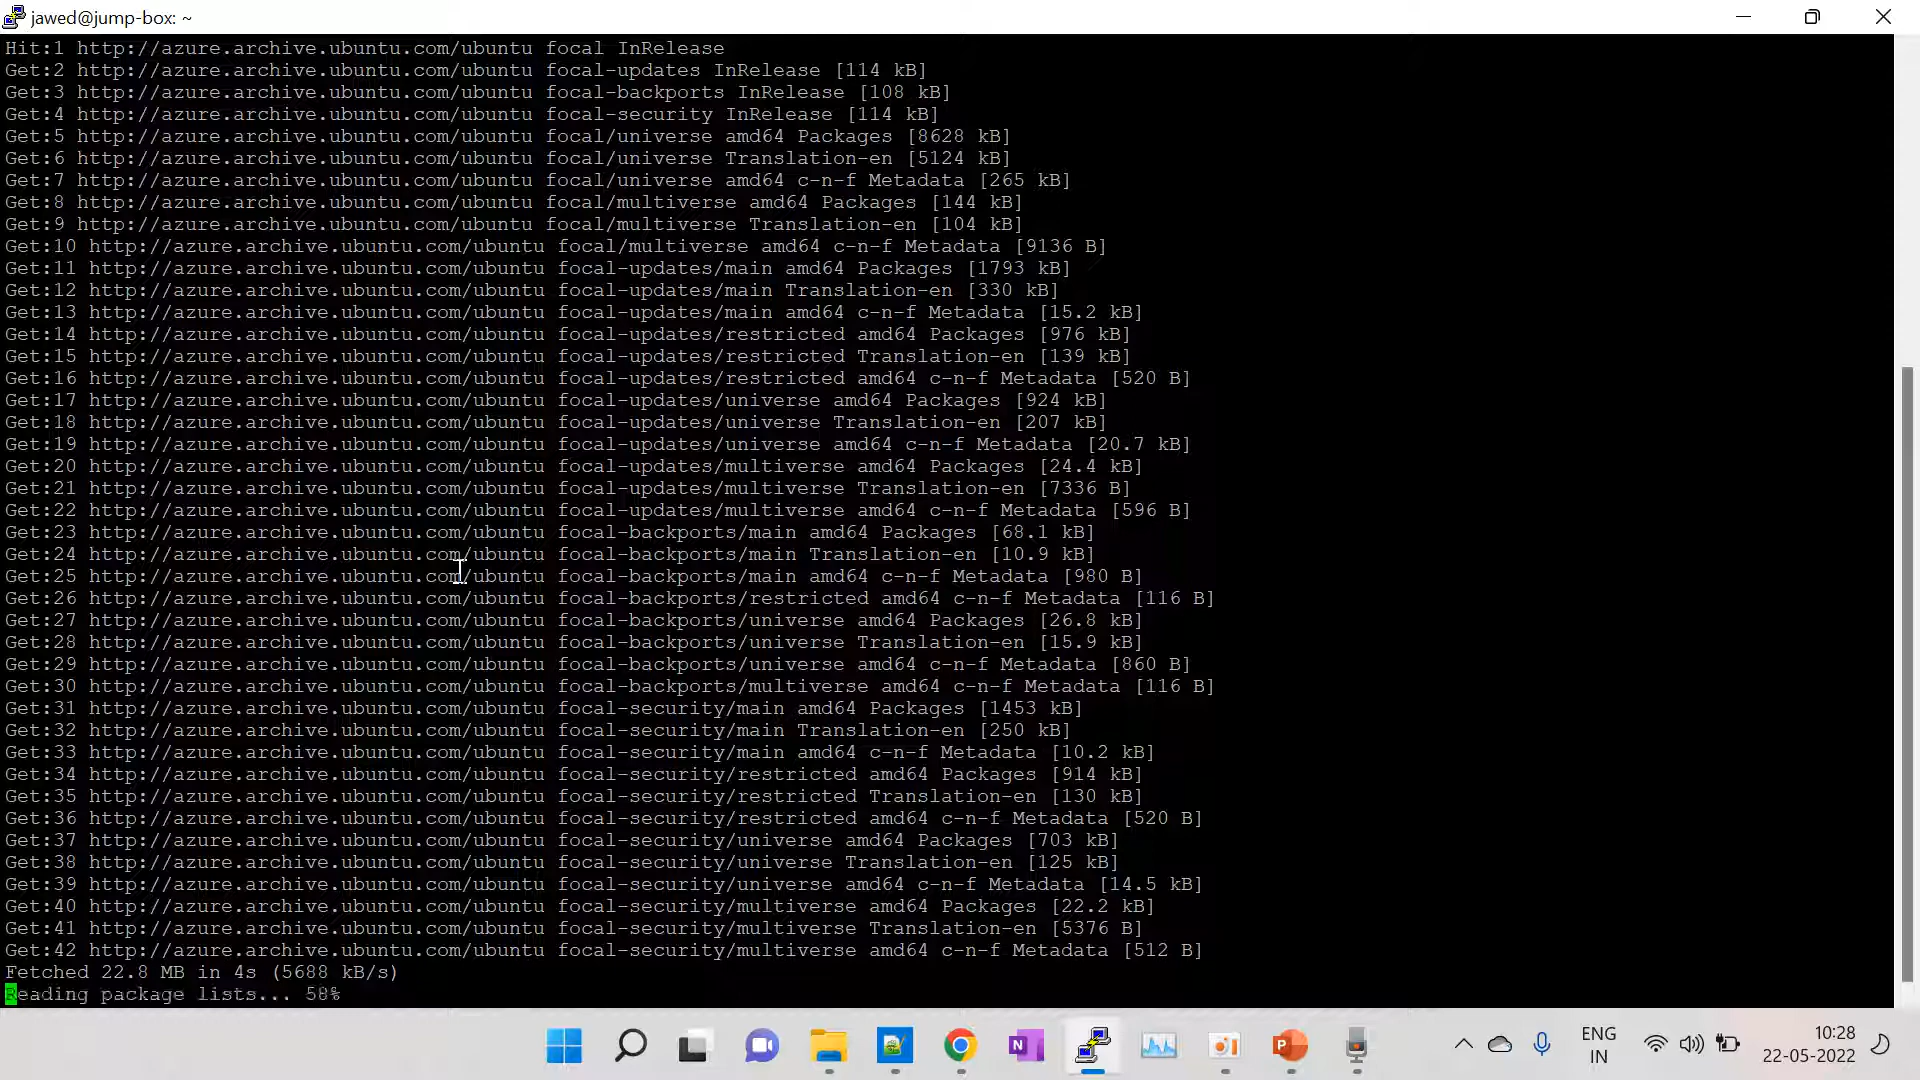 jawed@jump-box: ~
Hit:1 http://azure.archive.ubuntu.com/ubuntu focal InRelease
Get:2 http://azure.archive.ubuntu.com/ubuntu focal-updates InRelease [114 kB]
Get:3 http://azure.archive.ubuntu.com/ubuntu focal-backports InRelease [108 kB]
Get:4 http://azure.archive.ubuntu.com/ubuntu focal-security InRelease [114 kB]
Get:5 http://azure.archive.ubuntu.com/ubuntu focal/universe amd64 Packages [8628 kB]
Get:6 http://azure.archive.ubuntu.com/ubuntu focal/universe Translation-en [5124 kB]
Get:7 http://azure.archive.ubuntu.com/ubuntu focal/universe amd64 c-n-f Metadata [265 kB]
Get:8 http://azure.archive.ubuntu.com/ubuntu focal/multiverse amd64 Packages [144 kB]
Get:9 http://azure.archive.ubuntu.com/ubuntu focal/multiverse Translation-en [104 kB]
Get:10 http://azure.archive.ubuntu.com/ubuntu focal/multiverse amd64 c-n-f Metadata [9136 B]
Get:11 http://azure.archive.ubuntu.com/ubuntu focal-updates/main amd64 Packages [1793 kB]
Get:12 http://azure.archive.ubuntu.com/ubuntu focal-updates/main Translation-en [330 kB]
Get:13 http://azure.archive.ubuntu.com/ubuntu focal-updates/main amd64 c-n-f Metadata [15.2 kB]
Get:14 http://azure.archive.ubuntu.com/ubuntu focal-updates/restricted amd64 Packages [976 kB]
Get:15 http://azure.archive.ubuntu.com/ubuntu focal-updates/restricted Translation-en [139 kB]
Get:16 http://azure.archive.ubuntu.com/ubuntu focal-updates/restricted amd64 c-n-f Metadata [520 B]
Get:17 http://azure.archive.ubuntu.com/ubuntu focal-updates/universe amd64 Packages [924 kB]
Get:18 http://azure.archive.ubuntu.com/ubuntu focal-updates/universe Translation-en [207 kB]
Get:19 http://azure.archive.ubuntu.com/ubuntu focal-updates/universe amd64 c-n-f Metadata [20.7 kB]
Get:20 http://azure.archive.ubuntu.com/ubuntu focal-updates/multiverse amd64 Packages [24.4 kB]
Get:21 http://azure.archive.ubuntu.com/ubuntu focal-updates/multiverse Translation-en [7336 B]
Get:22 http://azure.archive.ubuntu.com/ubuntu focal-updates/multiverse amd64 c-n-f Metadata [596 B]
Get:23 http://azure.archive.ubuntu.com/ubuntu focal-backports/main amd64 Packages [68.1 kB]
Get:24 http://azure.archive.ubuntu.com/ubuntu focal-backports/main Translation-en [10.9 kB]
Get:25 http://azure.archive.ubuntu.com/ubuntu focal-backports/main amd64 c-n-f Metadata [980 B]
Get:26 http://azure.archive.ubuntu.com/ubuntu focal-backports/restricted amd64 c-n-f Metadata [116 B]
Get:27 http://azure.archive.ubuntu.com/ubuntu focal-backports/universe amd64 Packages [26.8 kB]
Get:28 http://azure.archive.ubuntu.com/ubuntu focal-backports/universe Translation-en [15.9 kB]
Get:29 http://azure.archive.ubuntu.com/ubuntu focal-backports/universe amd64 c-n-f Metadata [860 B]
Get:30 http://azure.archive.ubuntu.com/ubuntu focal-backports/multiverse amd64 c-n-f Metadata [116 B]
Get:31 http://azure.archive.ubuntu.com/ubuntu focal-security/main amd64 Packages [1453 kB]
Get:32 http://azure.archive.ubuntu.com/ubuntu focal-security/main Translation-en [250 kB]
Get:33 http://azure.archive.ubuntu.com/ubuntu focal-security/main amd64 c-n-f Metadata [10.2 kB]
Get:34 http://azure.archive.ubuntu.com/ubuntu focal-security/restricted amd64 Packages [914 kB]
Get:35 http://azure.archive.ubuntu.com/ubuntu focal-security/restricted Translation-en [130 kB]
Get:36 http://azure.archive.ubuntu.com/ubuntu focal-security/restricted amd64 c-n-f Metadata [520 B]
Get:37 http://azure.archive.ubuntu.com/ubuntu focal-security/universe amd64 Packages [703 kB]
Get:38 http://azure.archive.ubuntu.com/ubuntu focal-security/universe Translation-en [125 kB]
Get:39 http://azure.archive.ubuntu.com/ubuntu focal-security/universe amd64 c-n-f Metadata [14.5 kB]
Get:40 http://azure.archive.ubuntu.com/ubuntu focal-security/multiverse amd64 Packages [22.2 kB]
Get:41 http://azure.archive.ubuntu.com/ubuntu focal-security/multiverse Translation-en [5376 B]
Get:42 http://azure.archive.ubuntu.com/ubuntu focal-security/multiverse amd64 c-n-f Metadata [512 B]
Fetched 22.8 MB in 4s (5688 kB/s)
Reading package lists... 58%
ENG
IN
10:28
22-05-2022